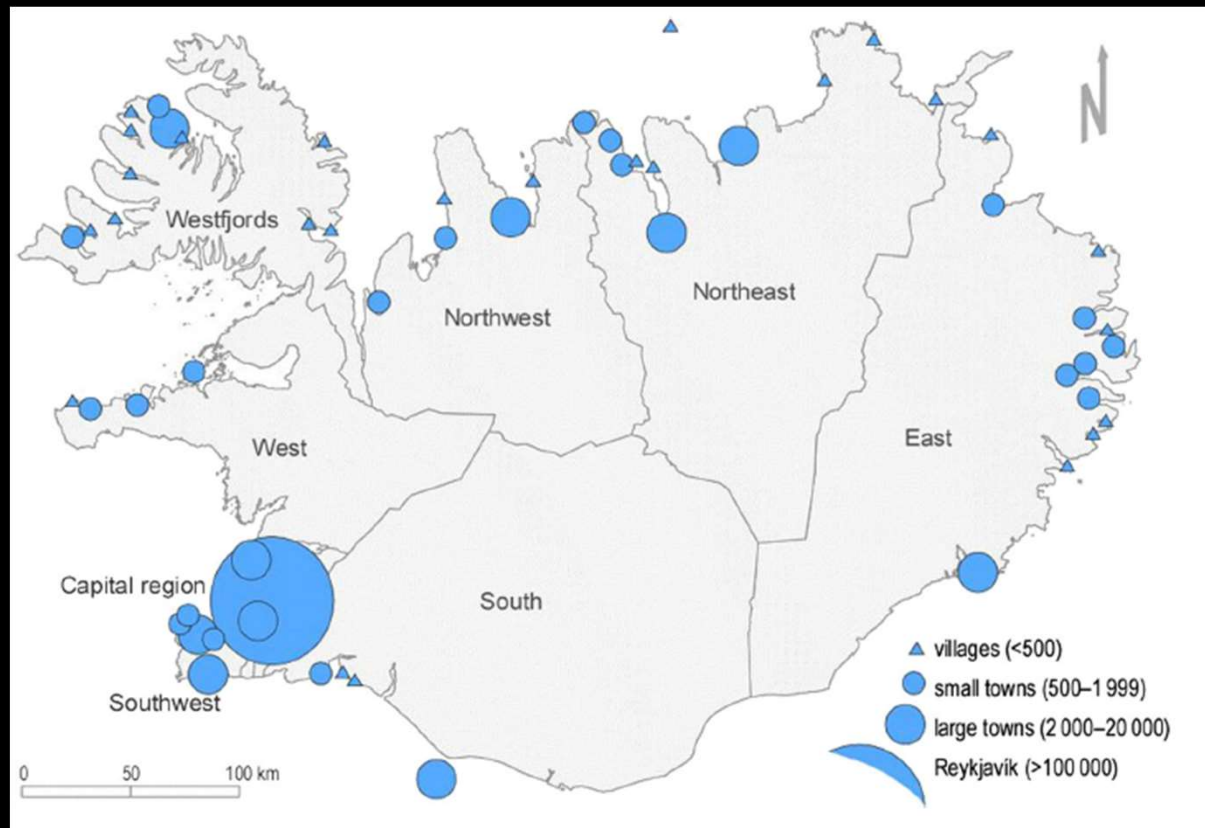 N
Westfjords
Northeast
Northwest
East
West
Capital region
South
Southwest
villages (<500)
small towns (500–1 999)
large towns (2 000–20 000)
Reykjavik (>100 000)
0 50 100 km